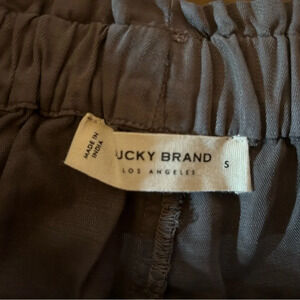 MADE IN
INDIA
UCKY BRAND
LOS ANGELES
S